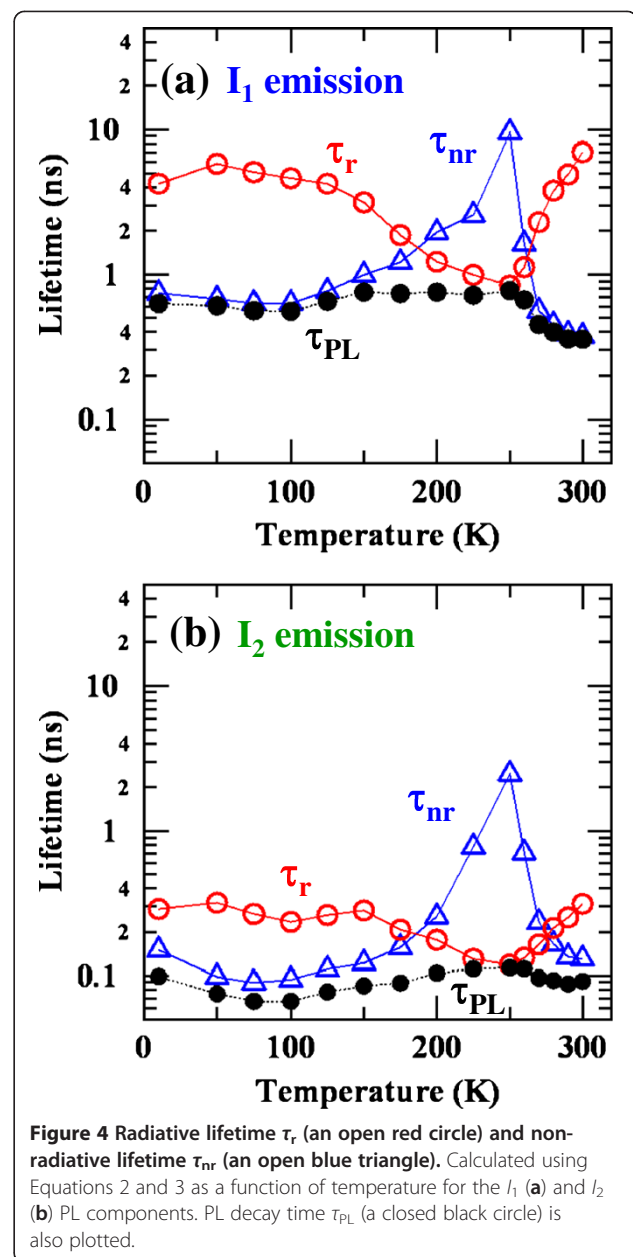 (a) I₁ emission
4
2
10
4
2
1
4
2
0.1
Lifetime (ns)
τr
τnr
τPL
0 100 200 300
Temperature (K)
(b) I₂ emission
4
2
10
4
2
1
4
2
0.1
Lifetime (ns)
τnr
τr
τPL
0 100 200 300
Temperature (K)
Figure 4 Radiative lifetime τr (an open red circle) and non-
radiative lifetime τnr (an open blue triangle). Calculated using
Equations 2 and 3 as a function of temperature for the I₁ (a) and I₂
(b) PL components. PL decay time τPL (a closed black circle) is
also plotted.